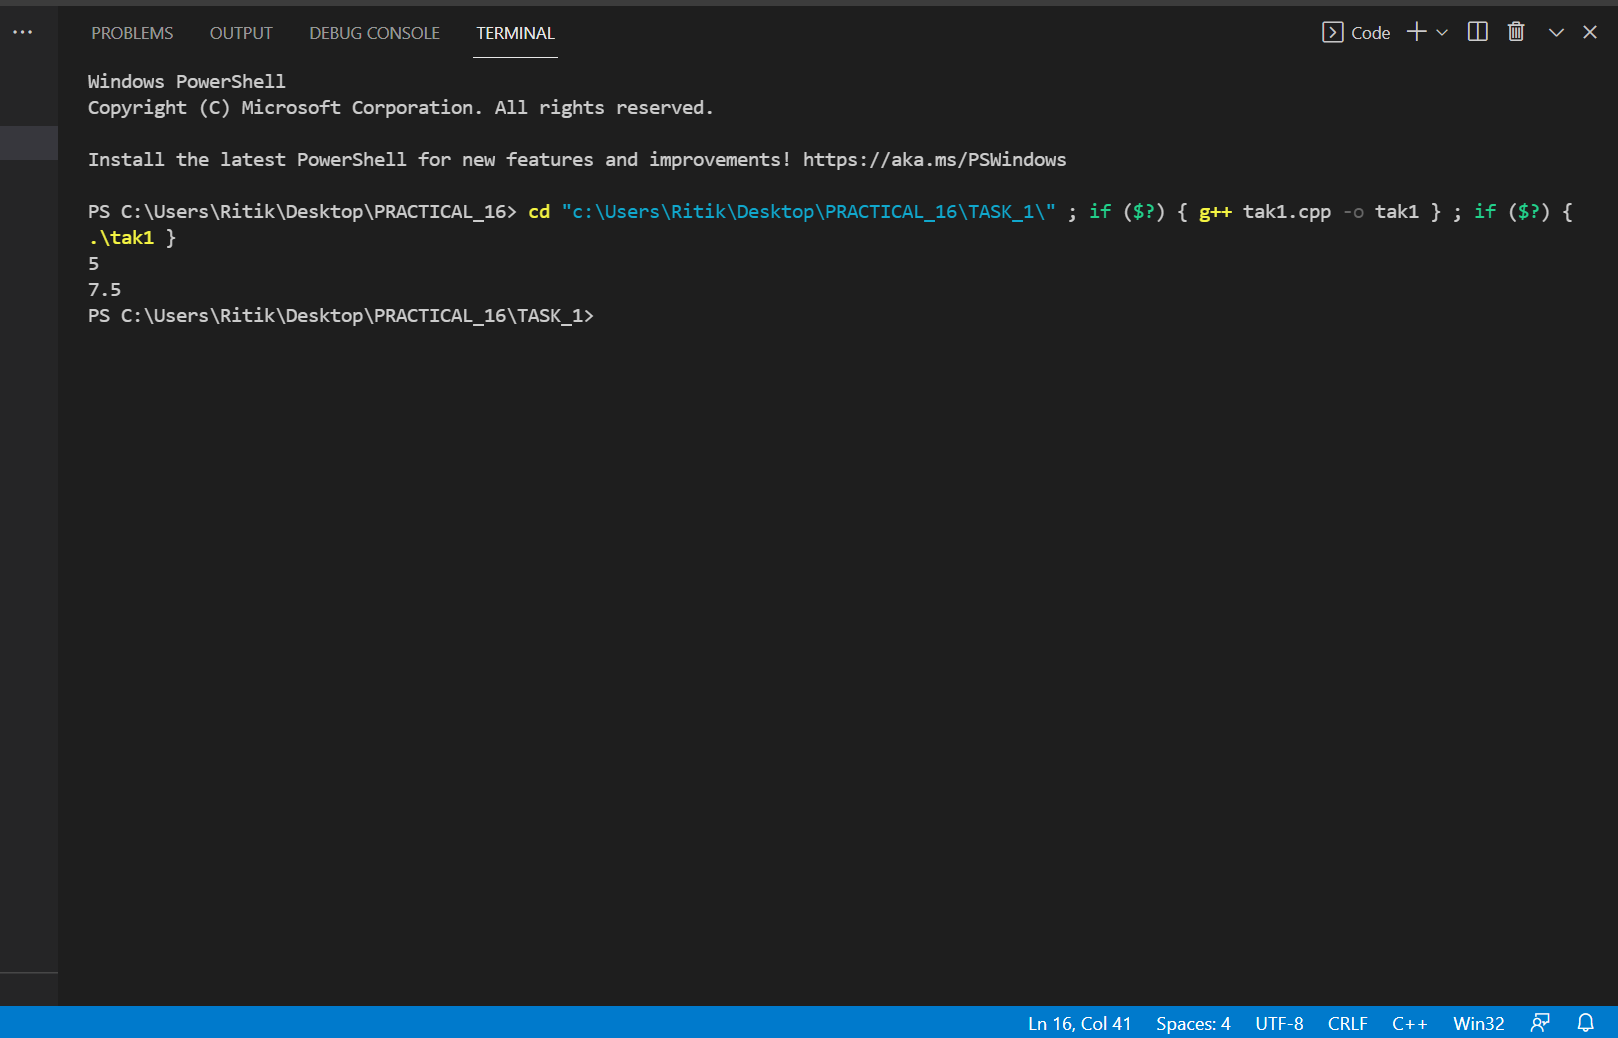 PROBLEMS OUTPUT DEBUG CONSOLE TERMINAL Code
Windows PowerShell
Copyright (C) Microsoft Corporation. All rights reserved.
Install the latest PowerShell for new features and improvements! https://aka.ms/PSWindows
PS C:\Users\Ritik\Desktop\PRACTICAL_16> cd "c:\Users\Ritik\Desktop\PRACTICAL_16\TASK_1\" ; if ($?) { g++ tak1.cpp -o tak1 } ; if ($?) {
.\tak1 }
5
7.5
PS C:\Users\Ritik\Desktop\PRACTICAL_16\TASK_1>
Ln 16, Col 41 Spaces: 4 UTF-8 CRLF C++ Win32